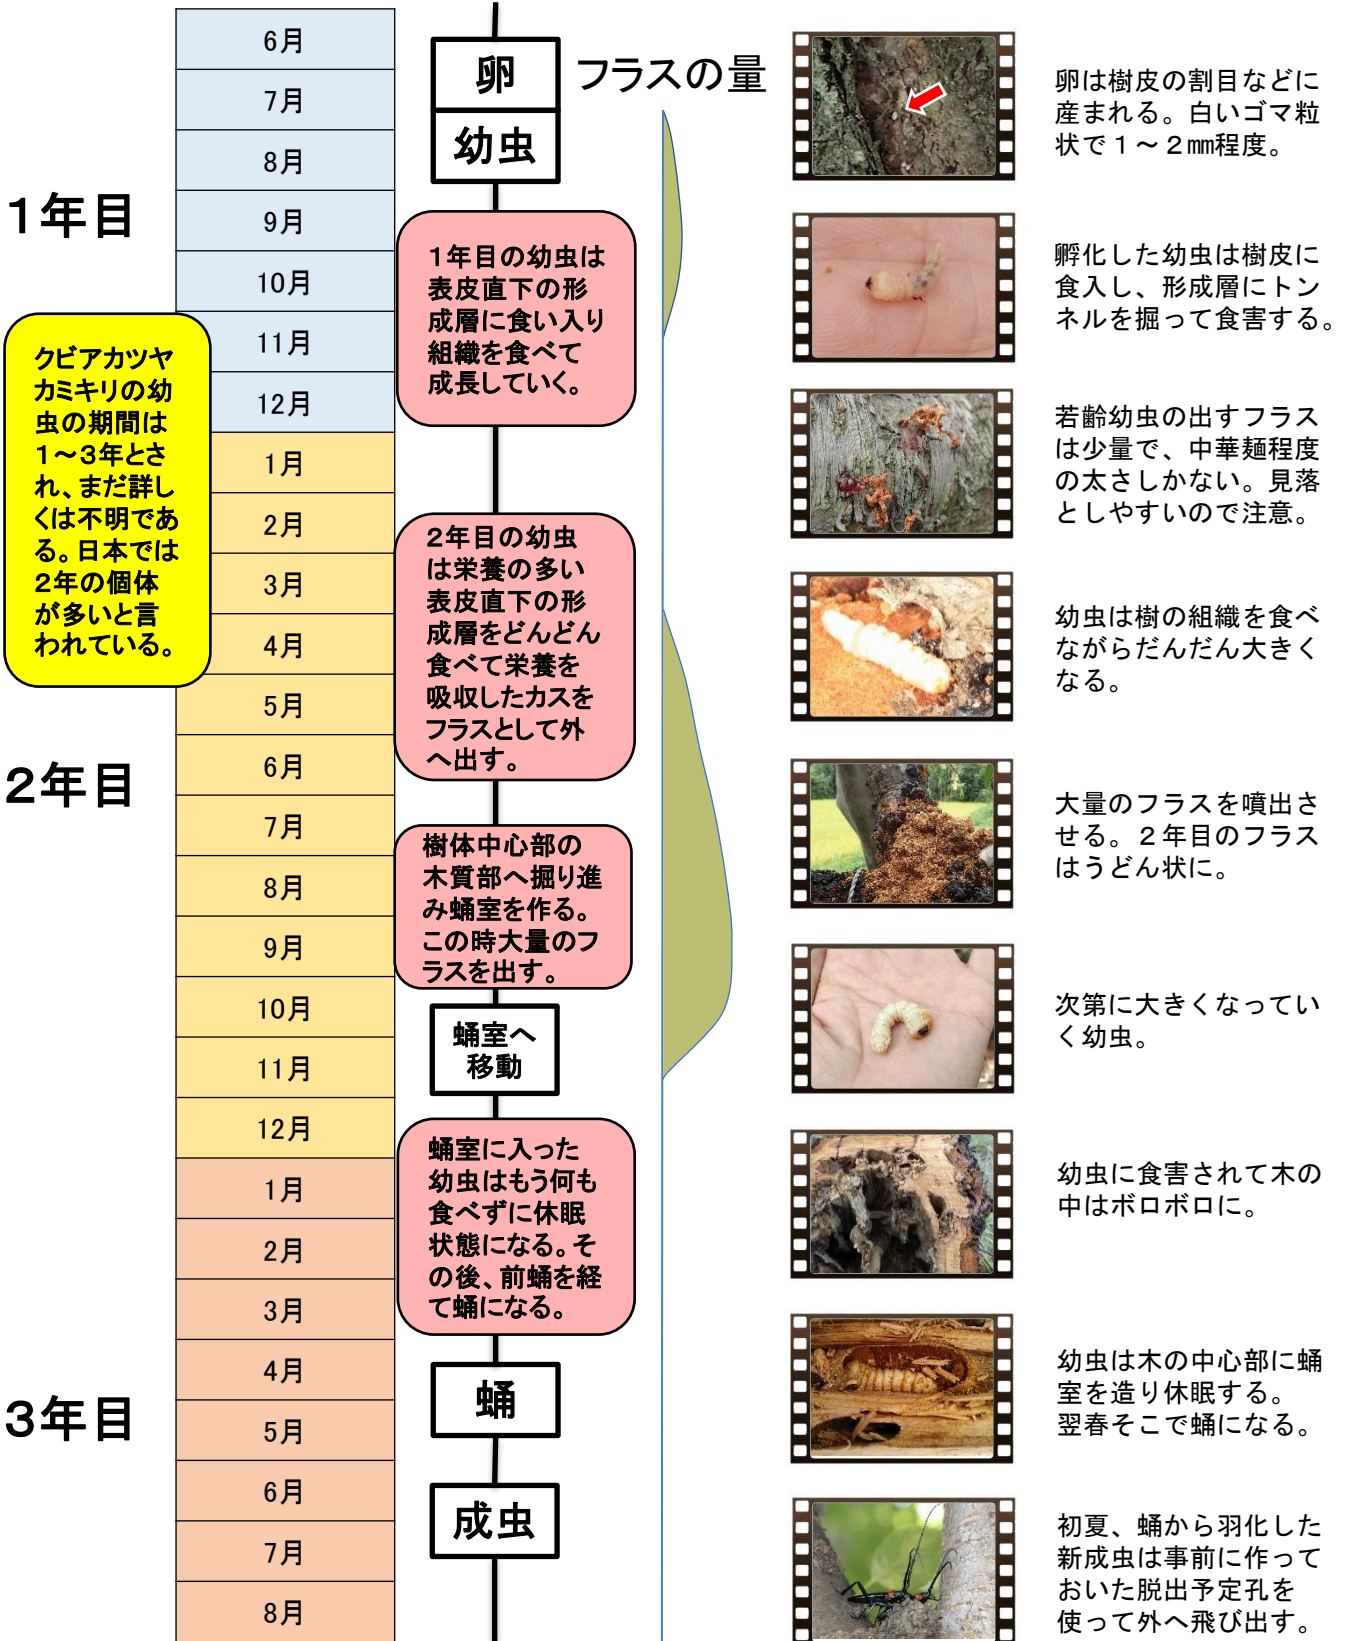 6月
7月
8月
9月
10月
11月
12月
1月
2月
3月
4月
5月
6月
7月
8月
9月
10月
11月
12月
1月
2月
3月
4月
5月
6月
7月
8月
1年目
2年目
3年目
クビアカツヤ
カミキリの幼
虫の期間は
1～3年とさ
れ、まだ詳し
くは不明であ
る。日本では
2年の個体
が多いと言
われている。
卵
幼虫
1年目の幼虫は
表皮直下の形
成層に食い入り
組織を食べて
成長していく。
2年目の幼虫
は栄養の多い
表皮直下の形
成層をどんどん
食べて栄養を
吸収したカスを
フラスとして外
へ出す。
樹体中心部の
木質部へ掘り進
み蛹室を作る。
この時大量のフ
ラスを出す。
蛹室へ
移動
蛹室に入った
幼虫はもう何も
食べずに休眠
状態になる。そ
の後、前蛹を経
て蛹になる。
蛹
成虫
フラスの量
卵は樹皮の割目などに
産まれる。白いゴマ粒
状で１～２㎜程度。
孵化した幼虫は樹皮に
食入し、形成層にトン
ネルを掘って食害する。
若齢幼虫の出すフラス
は少量で、中華麺程度
の太さしかない。見落
としやすいので注意。
幼虫は樹の組織を食べ
ながらだんだん大きく
なる。
大量のフラスを噴出さ
せる。２年目のフラス
はうどん状に。
次第に大きくなってい
く幼虫。
幼虫に食害されて木の
中はボロボロに。
幼虫は木の中心部に蛹
室を造り休眠する。
翌春そこで蛹になる。
初夏、蛹から羽化した
新成虫は事前に作って
おいた脱出予定孔を
使って外へ飛び出す。